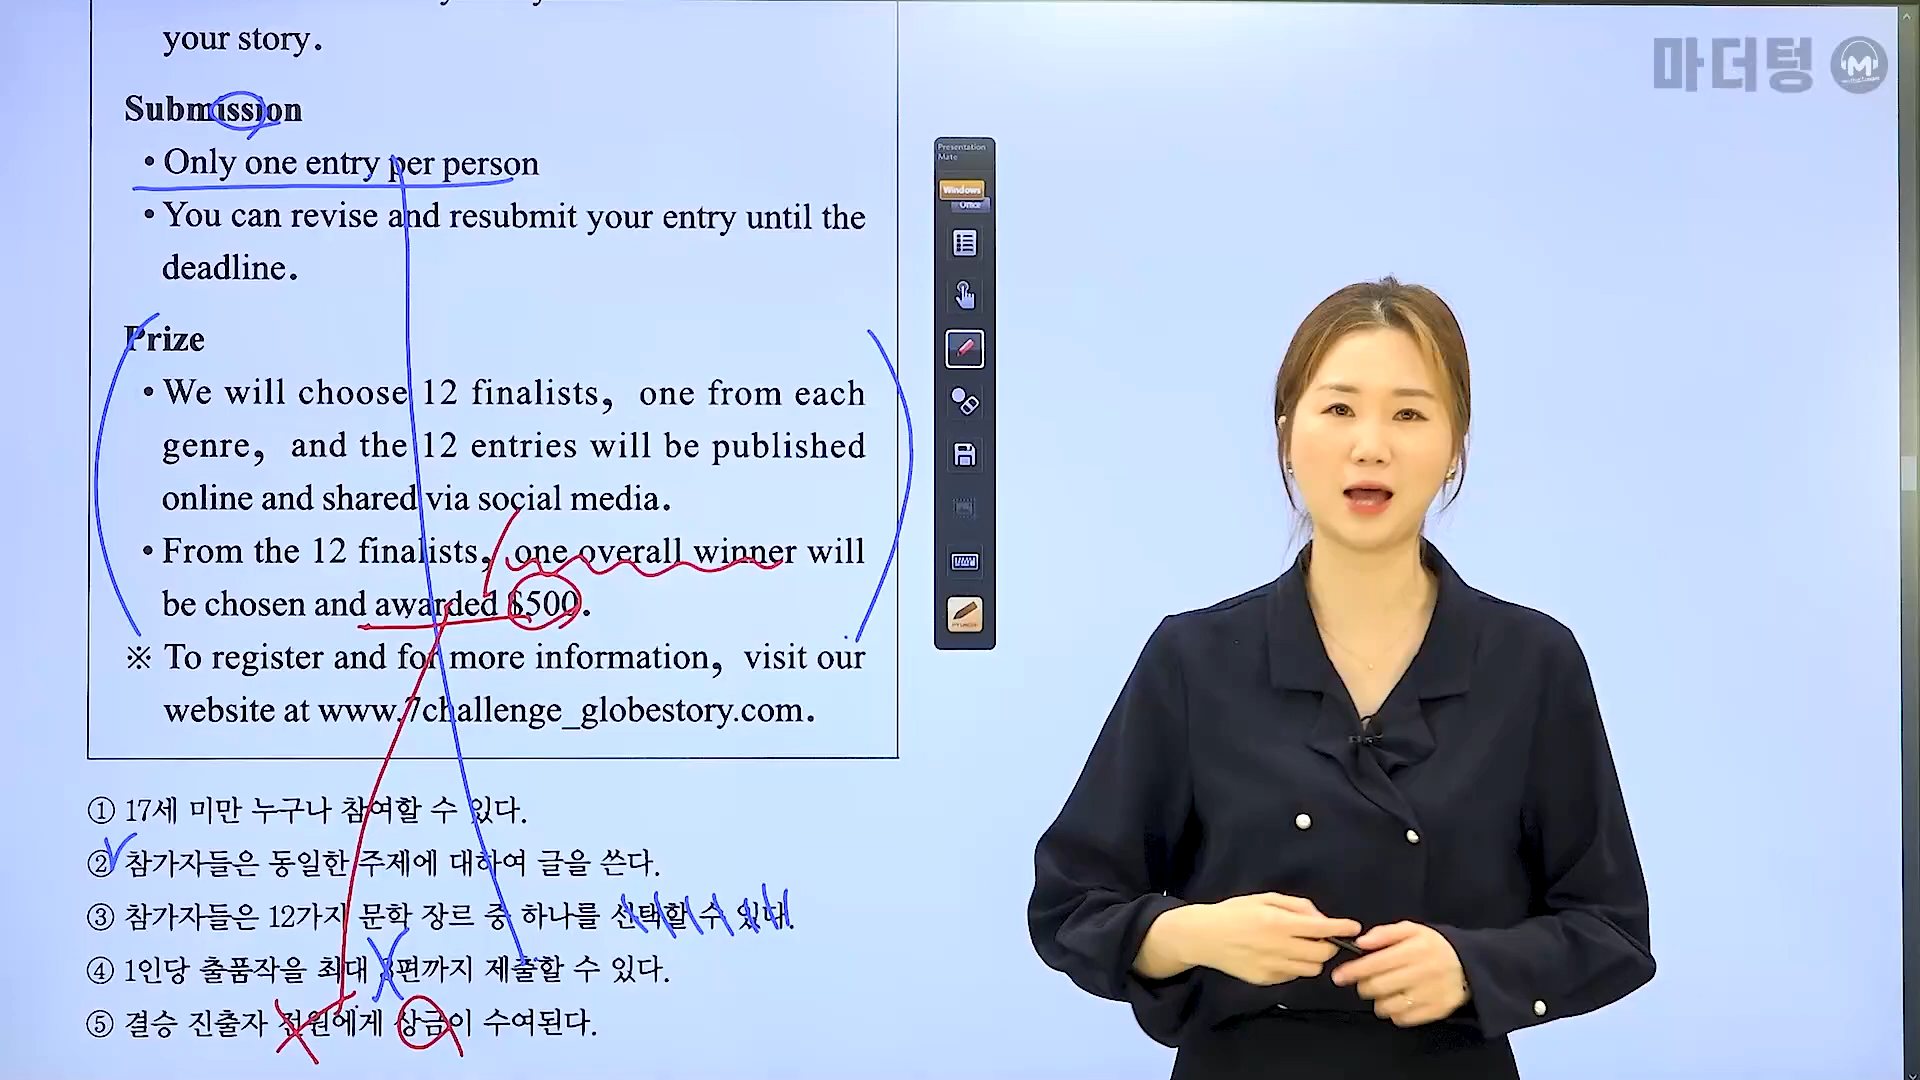 your story.
마더텅
Submission
• Only one entry per person
• You can revise and resubmit your entry until the
deadline.
Prize
• We will choose 12 finalists, one from each
genre, and the 12 entries will be published
online and shared via social media.
• From the 12 finalists, one overall winner will
be chosen and awarded $500.
※ To register and for more information, visit our
website at www.7challenge_globestory.com.
Presentation
Mate
Windows
Office
① 17세 미만 누구나 참여할 수 있다.
② 참가자들은 동일한 주제에 대하여 글을 쓴다.
③ 참가자들은 12가지 문학 장르 중 하나를 선택할 수 있다.
④ 1인당 출품작을 최대 편까지 제출할 수 있다.
⑤ 결승 진출자 전원에게 상금이 수여된다.